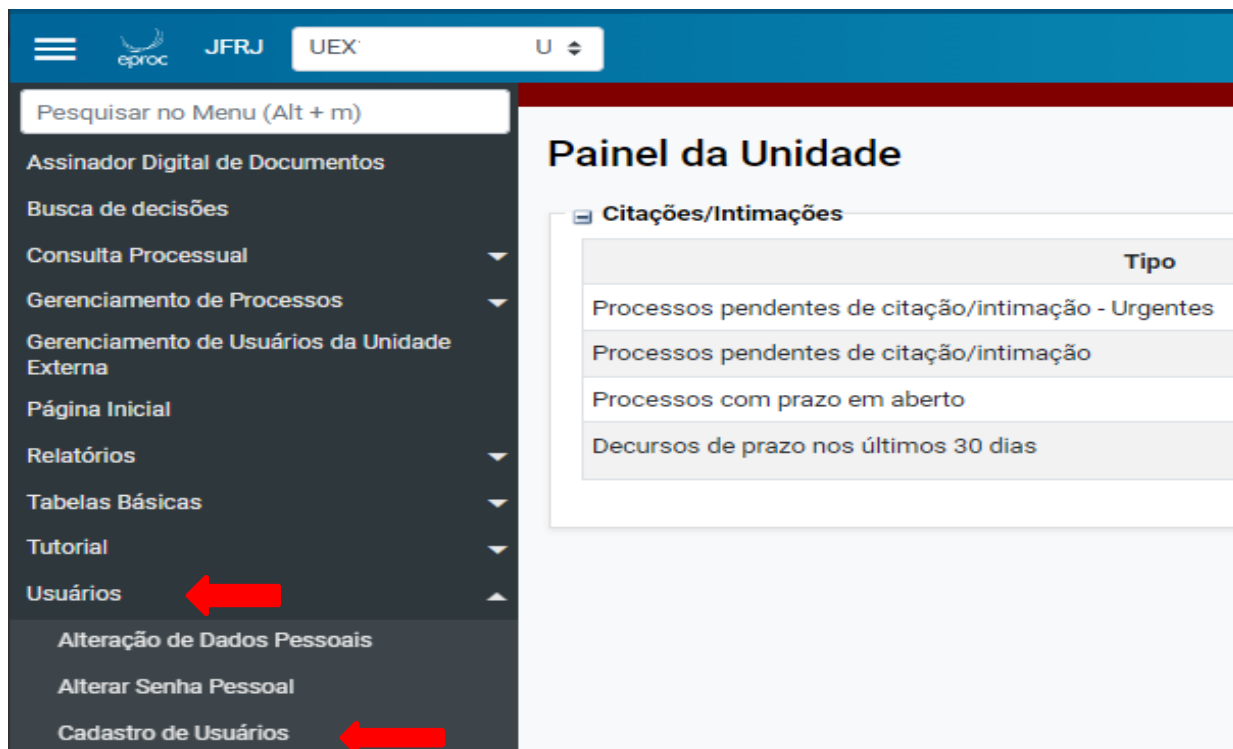 eproc
JFRJ
UEX
U
Pesquisar no Menu (Alt + m)
Assinador Digital de Documentos
Busca de decisões
Consulta Processual
Gerenciamento de Processos
Gerenciamento de Usuários da Unidade
Externa
Página Inicial
Relatórios
Tabelas Básicas
Tutorial
Usuários
Alteração de Dados Pessoais
Alterar Senha Pessoal
Cadastro de Usuários
Painel da Unidade
Citações/Intimações
Tipo
Processos pendentes de citação/intimação - Urgentes
Processos pendentes de citação/intimação
Processos com prazo em aberto
Decursos de prazo nos últimos 30 dias